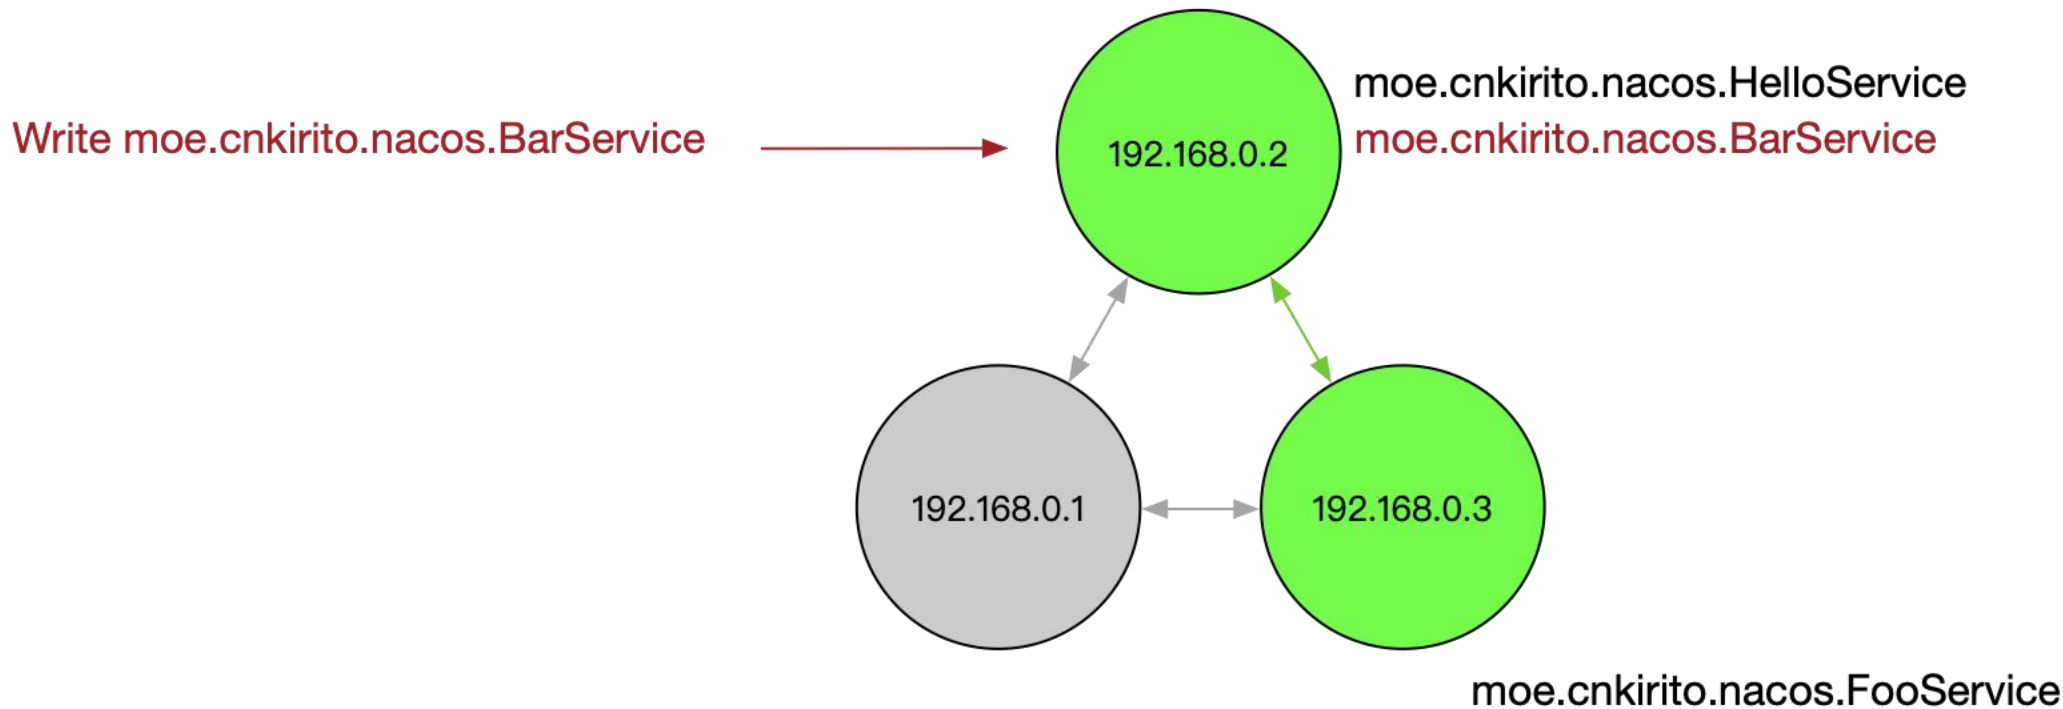 moe.cnkirito.nacos.HelloService
Write moe.cnkirito.nacos.BarService
192.168.0.2
moe.cnkirito.nacos.BarService
192.168.0.1
192.168.0.3
moe.cnkirito.nacos.FooService